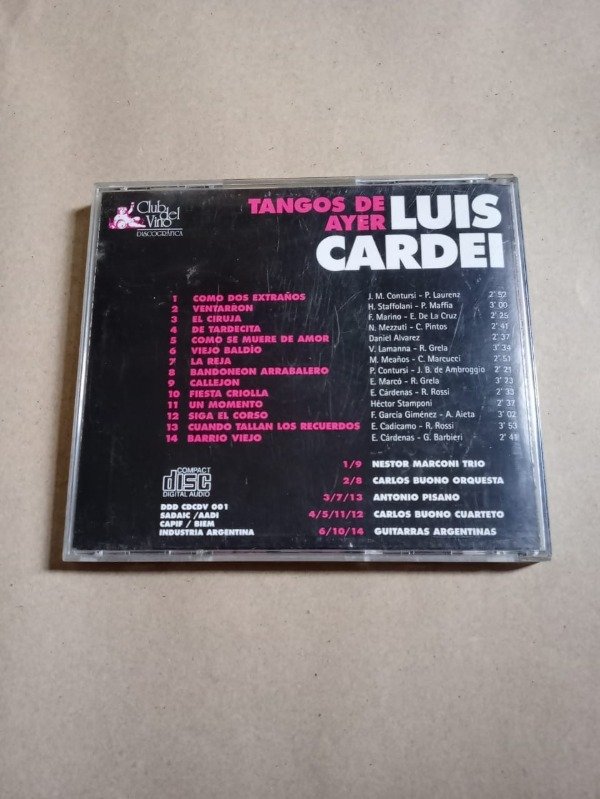 Club del Vino
DISCOGRÁFICA
TANGOS DE AYER
LUIS CARDEI
1 COMO DOS EXTRAÑOS J. M. Contursi - P. Laurenz 2' 52
2 VENTARRON H. Staffolani - P. Maffia 3' 00
3 EL CIRUJA F. Marino - E. De La Cruz 2' 25
4 DE TARDECITA N. Mezzuti - C. Pintos 2' 41
5 COMO SE MUERE DE AMOR Daniel Alvarez 2' 37
6 VIEJO BALDÍO V. Lamanna - R. Grela 3' 34
7 LA REJA M. Meaños - C. Marcucci 2' 51
8 BANDONEON ARRABALERO P. Contursi - J. B. de Ambroggio 2' 21
9 CALLEJON E. Marcó - R. Grela 3' 23
10 FIESTA CRIOLLA E. Cárdenas - R. Rossi 2' 33
11 UN MOMENTO Héctor Stamponi 2' 37
12 SIGA EL CORSO F. García Giménez - A. Aieta 3' 02
13 CUANDO TALLAN LOS RECUERDOS E. Cadicamo - R. Rossi 3' 53
14 BARRIO VIEJO E. Cárdenas - G. Barbieri 2' 41
COMPACT
disc
DIGITAL AUDIO
DDD CDCDV 001
SADAIC /AADI
CAPIF / BIEM
INDUSTRIA ARGENTINA
1/9 NESTOR MARCONI TRIO
2/8 CARLOS BUONO ORQUESTA
3/7/13 ANTONIO PISANO
4/5/11/12 CARLOS BUONO CUARTETO
6/10/14 GUITARRAS ARGENTINAS